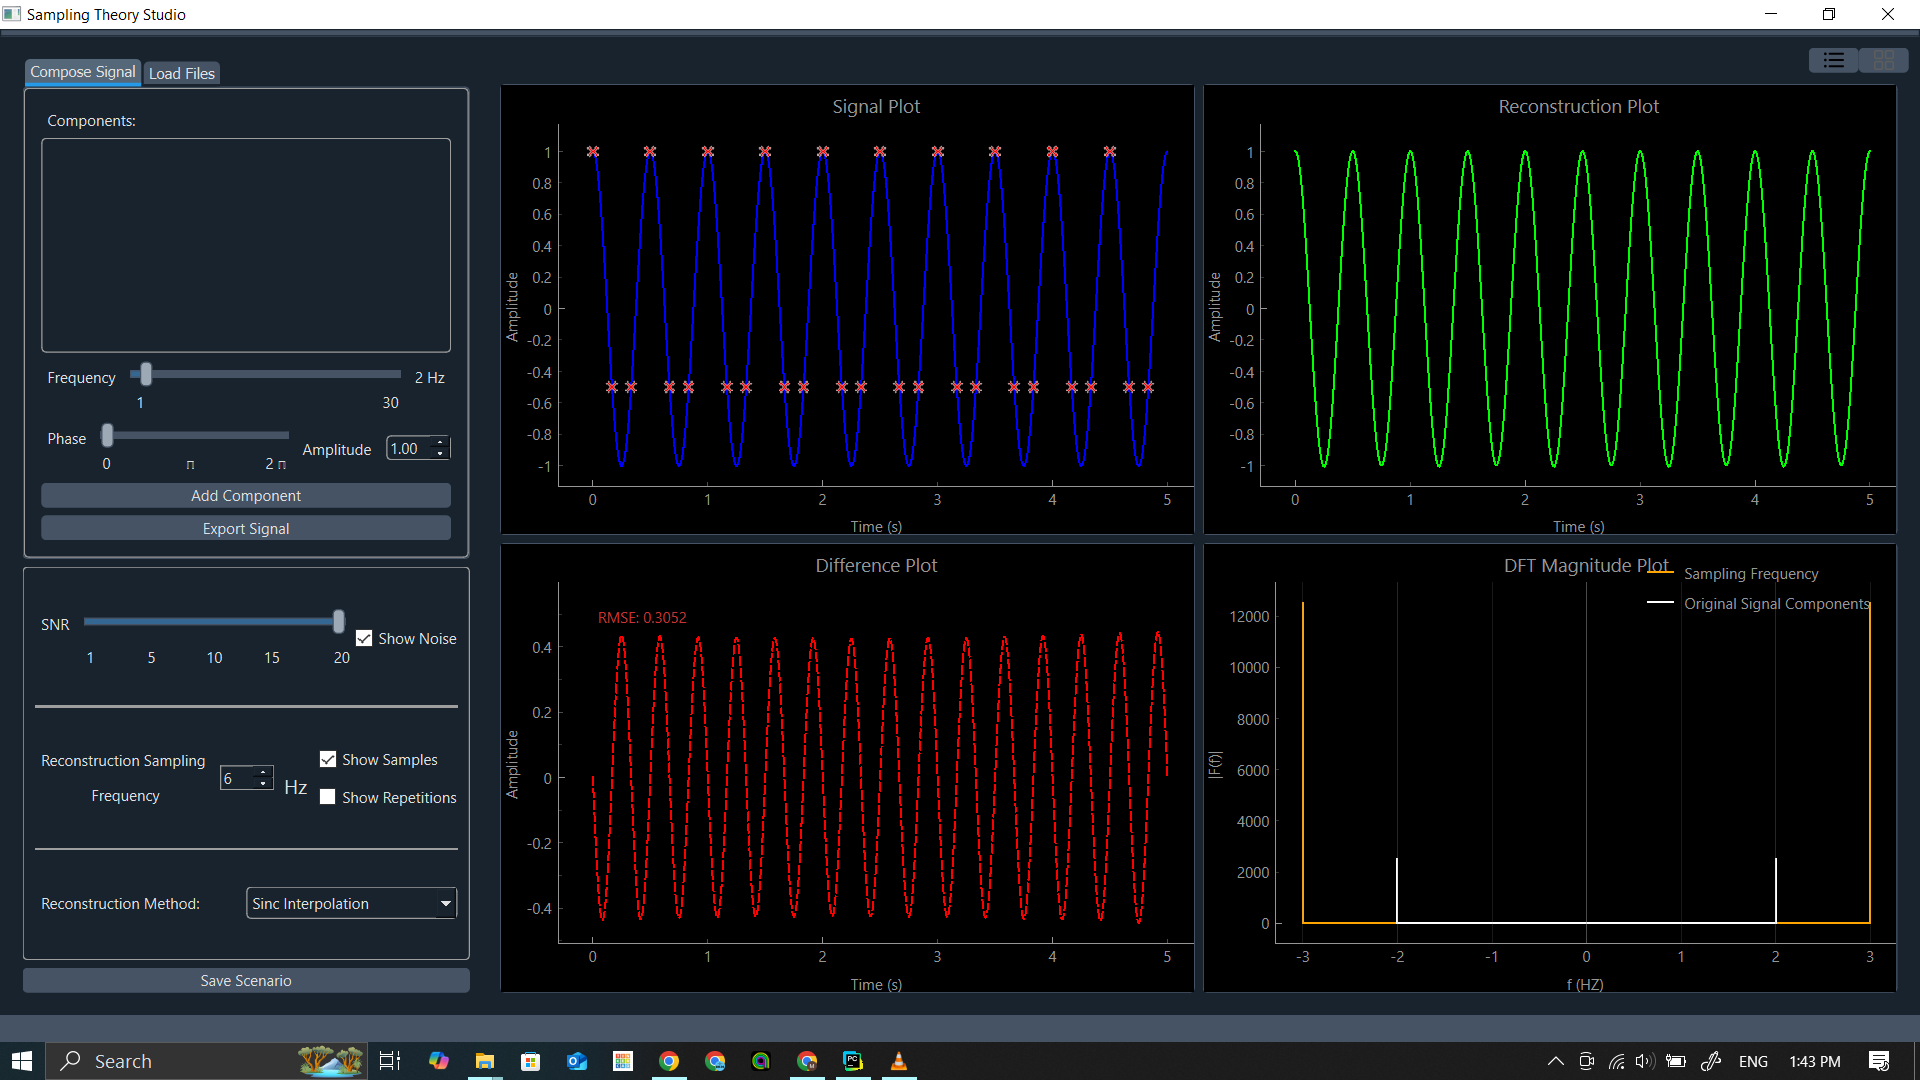 Sampling Theory Studio
Compose Signal
Load Files
Components:
Frequency
2 Hz
1
30
Phase
0
π
2 π
Amplitude
1.00
Add Component
Export Signal
SNR
1
5
10
15
20
Show Noise
Reconstruction Sampling
Frequency
6
Hz
Show Samples
Show Repetitions
Reconstruction Method:
Sinc Interpolation
Save Scenario
Signal Plot
Amplitude
1
0.8
0.6
0.4
0.2
0
-0.2
-0.4
-0.6
-0.8
-1
0
1
2
3
4
5
Time (s)
Reconstruction Plot
Amplitude
1
0.8
0.6
0.4
0.2
0
-0.2
-0.4
-0.6
-0.8
-1
0
1
2
3
4
5
Time (s)
Difference Plot
RMSE: 0.3052
Amplitude
0.4
0.2
0
-0.2
-0.4
0
1
2
3
4
5
Time (s)
DFT Magnitude Plot
Sampling Frequency
Original Signal Components
|F(f)|
12000
10000
8000
6000
4000
2000
0
-3
-2
-1
0
1
2
3
f (HZ)
Search
PC
ENG
1:43 PM